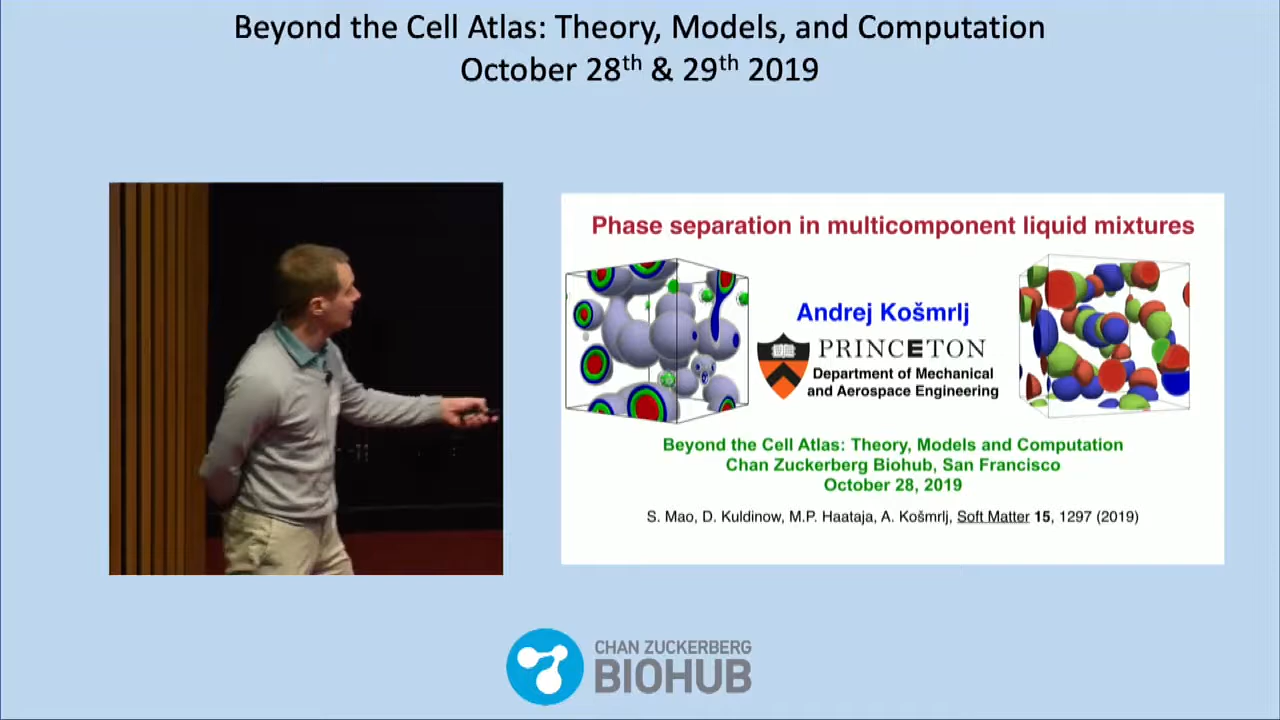 Beyond the Cell Atlas: Theory, Models, and Computation
October 28th & 29th 2019
Phase separation in multicomponent liquid mixtures
Andrej Košmrlj
PRINCETON
Department of Mechanical
and Aerospace Engineering
Beyond the Cell Atlas: Theory, Models and Computation
Chan Zuckerberg Biohub, San Francisco
October 28, 2019
S. Mao, D. Kuldinow, M.P. Haataja, A. Košmrlj, Soft Matter 15, 1297 (2019)
CHAN ZUCKERBERG
BIOHUB